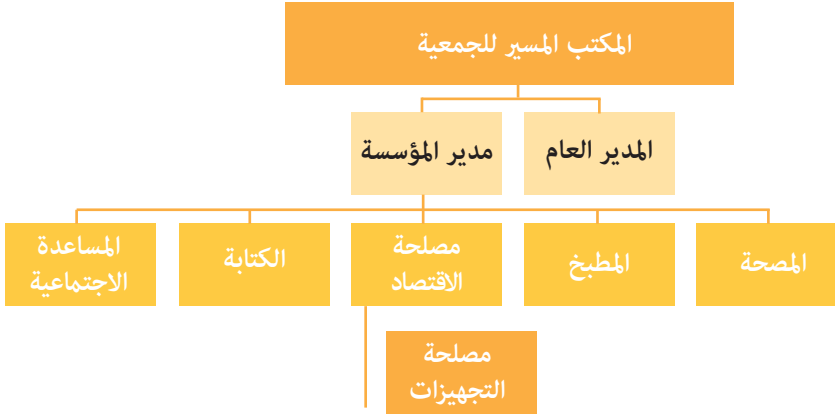 المكتب المسير للجمعية
المدير العام
مدير المؤسسة
المصحة
المطبخ
مصلحة
الاقتصاد
الكتابة
المساعدة
الاجتماعية
مصلحة
التجهيزات